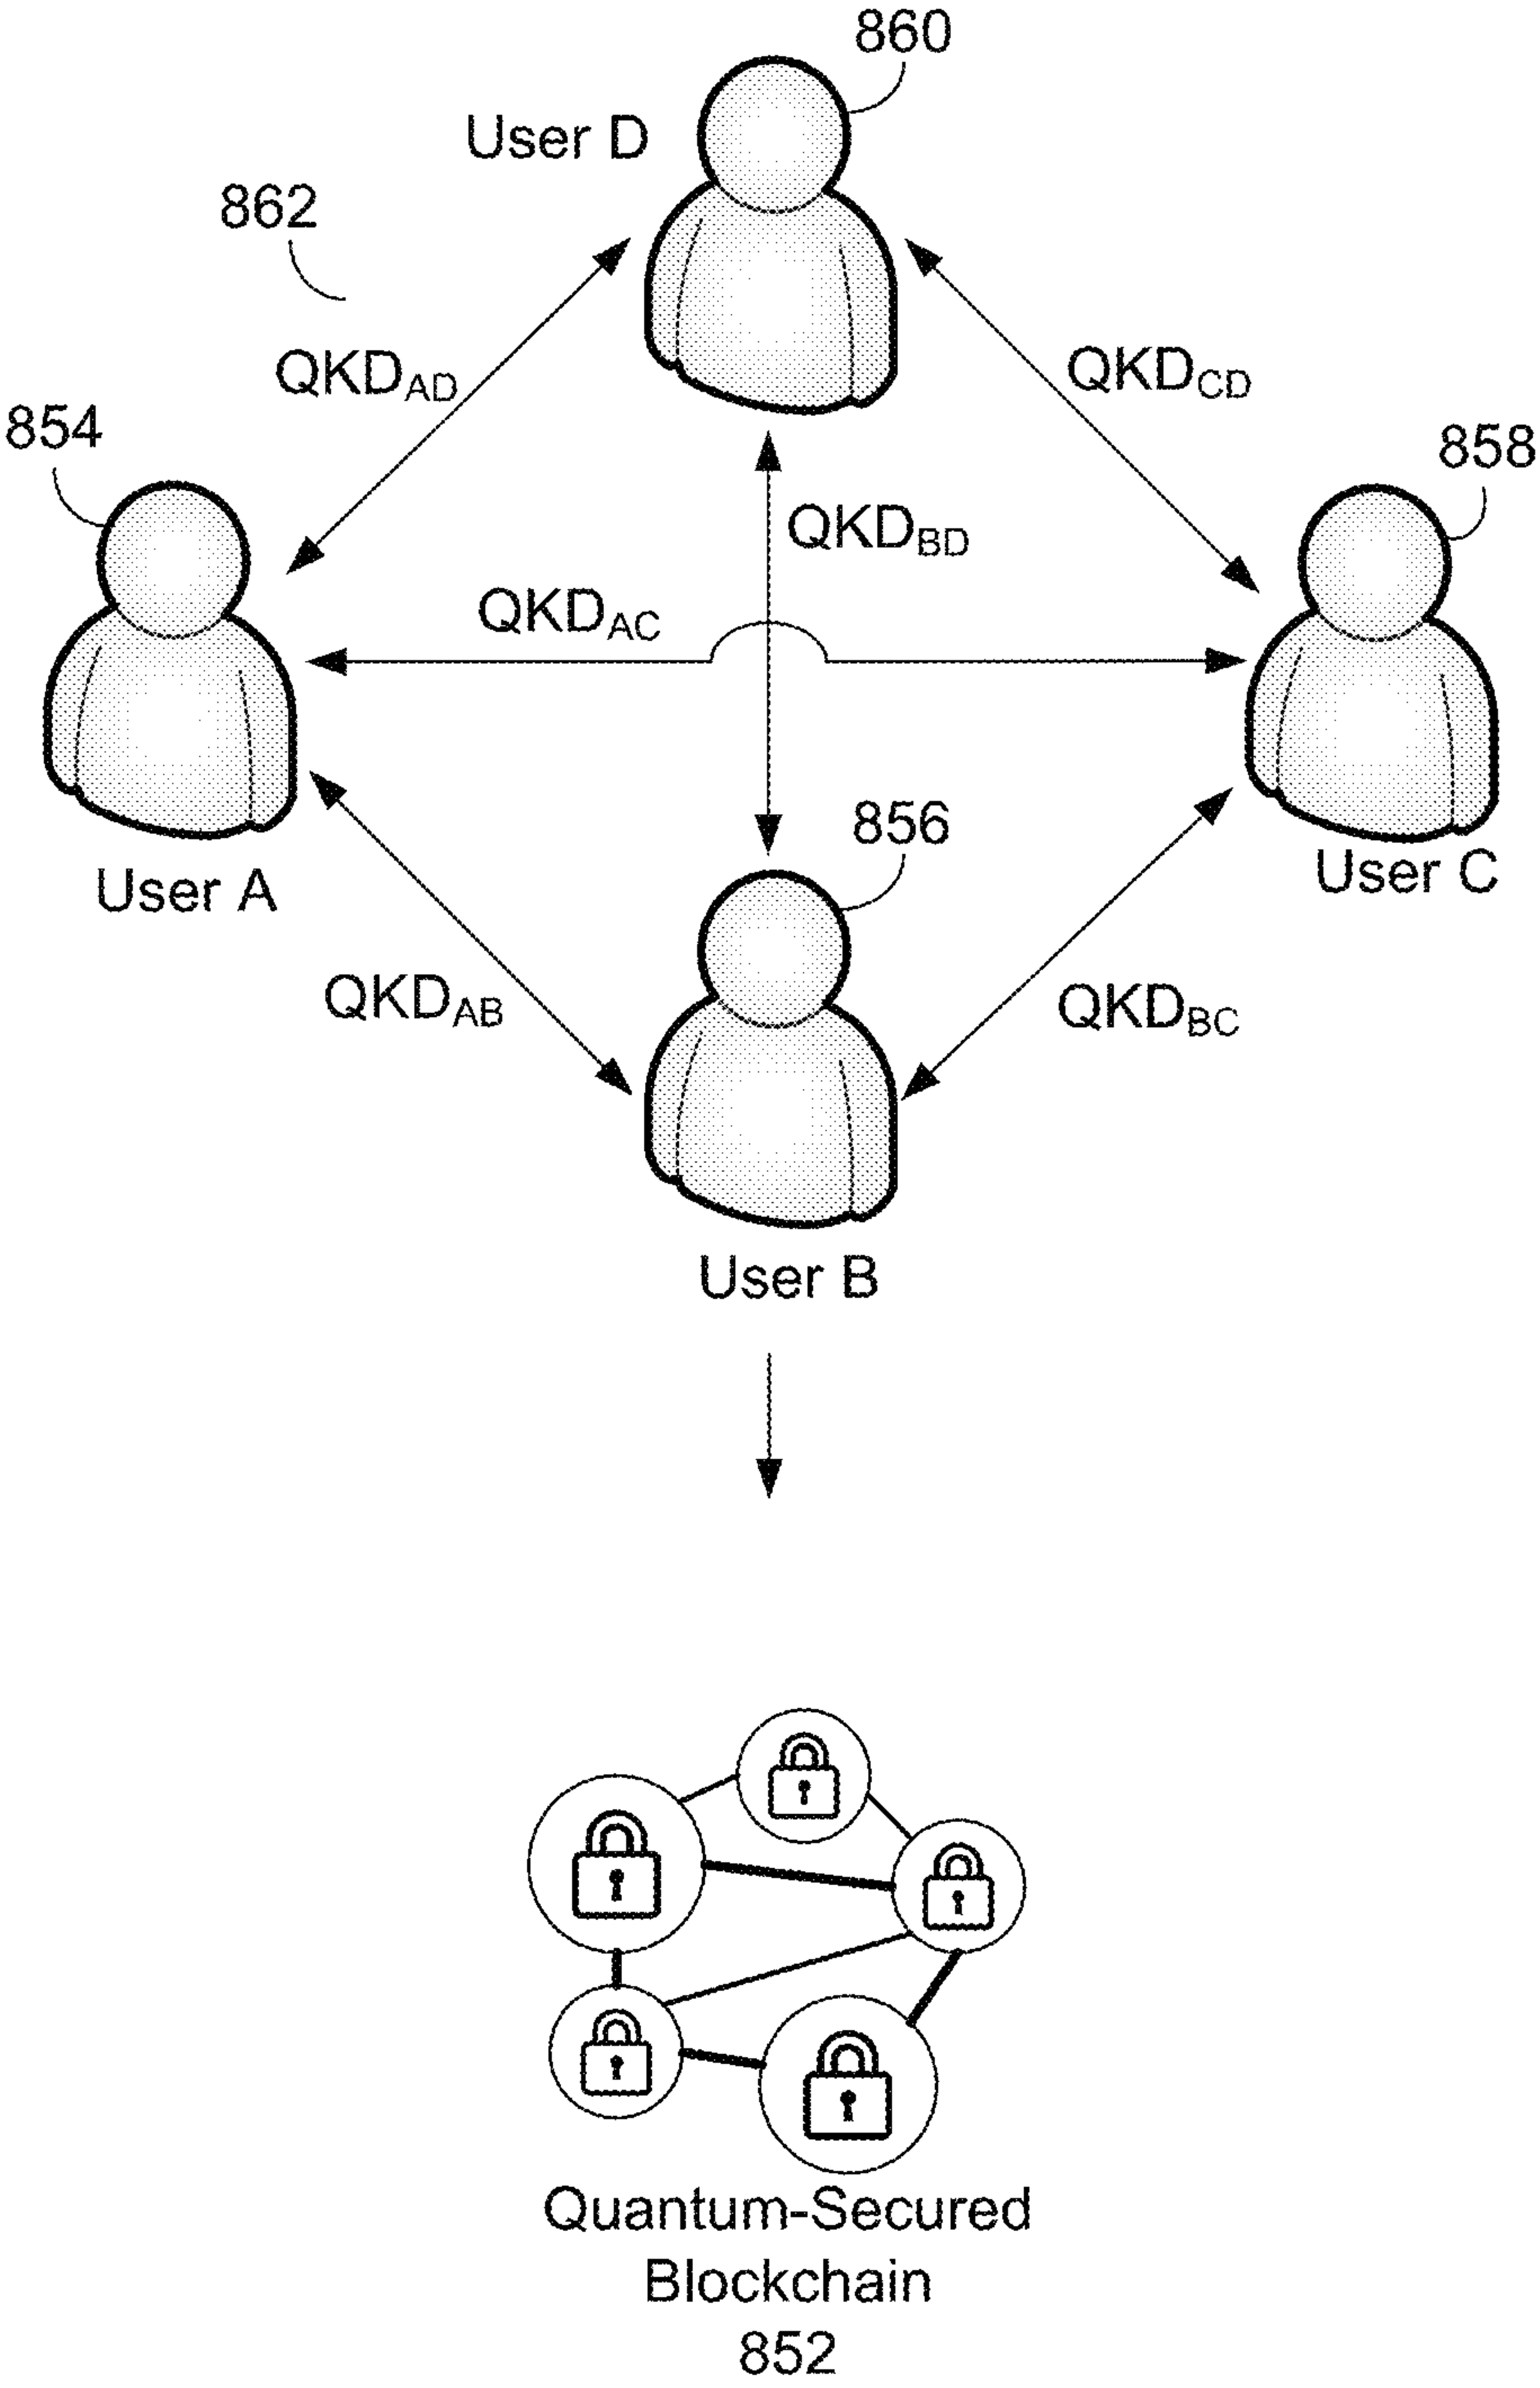 860
User D
862
QKDAD
QKDCD
854
858
QKDBD
QKDAC
856
User A
User C
QKDAB
QKDBC
User B
Quantum-Secured
Blockchain
852